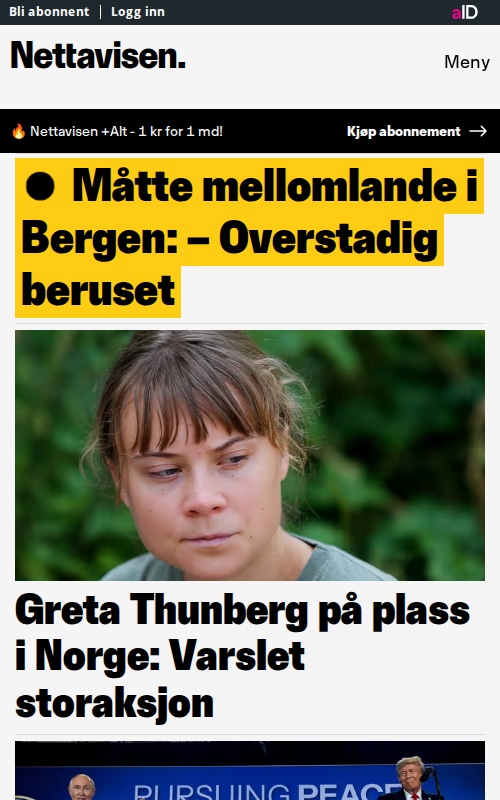 Bli abonnent | Logg inn
aID
Nettavisen.
Meny
Nettavisen +Alt - 1 kr for 1 md!
Kjøp abonnement
Måtte mellomlande i
Bergen: – Overstadig
beruset
Greta Thunberg på plass
i Norge: Varslet
storaksjon
PURSUING PEACE